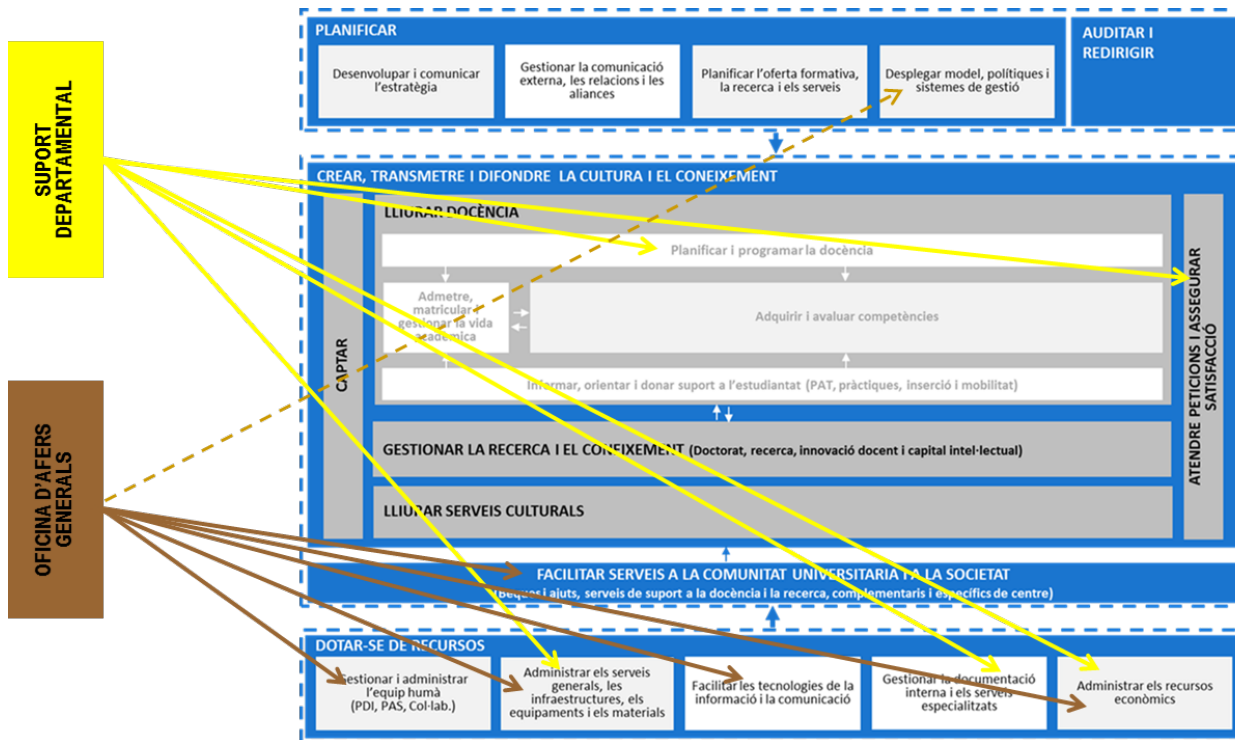 SUPORT
DEPARTAMENTAL
OFICINA D'AFERS
GENERALS
PLANIFICAR
Desenvolupar i comunicar
l'estratègia
Gestionar la comunicació
externa, les relacions i les
aliances
Planificar l'oferta formativa,
la recerca i els serveis
Desplegar model, polítiques i
sistemes de gestió
AUDITAR I
REDIRIGIR
CREAR, TRANSMETRE I DIFONDRE LA CULTURA I EL CONEIXEMENT
CAPTAR
LLIURAR DOCÈNCIA
Planificar i programar la docència
Admetre,
matricular i
gestionar la vida
acadèmica
Adquirir i avaluar competències
Informar, orientar i donar suport a l'estudiantat (PAT, pràctiques, inserció i mobilitat)
GESTIONAR LA RECERCA I EL CONEIXEMENT (Doctorat, recerca, innovació docent i capital intel·lectual)
LLIURAR SERVEIS CULTURALS
ATENDRE PETICIONS I ASSEGURAR
SATISFACCIÓ
FACILITAR SERVEIS A LA COMUNITAT UNIVERSITARIA I A LA SOCIETAT
(Beques i ajuts, serveis de suport a la docència i la recerca, complementaris i específics de centre)
DOTAR-SE DE RECURSOS
Gestionar i administrar
l'equip humà
(PDI, PAS, Col·lab.)
Administrar els serveis
generals, les
infraestructures, els
equipaments i els materials
Facilitar les tecnologies de la
informació i la comunicació
Gestionar la documentació
interna i els serveis
especialitzats
Administrar els recursos
econòmics